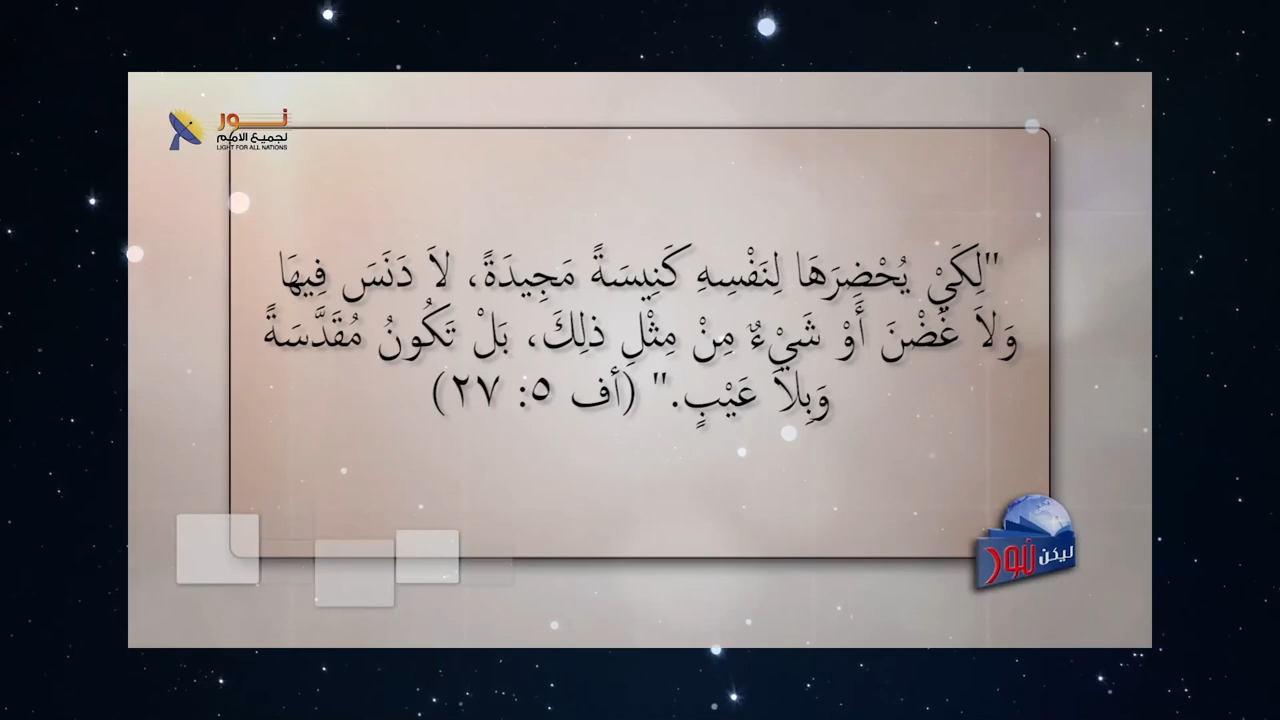 نور
لجميع الامم
LIGHT FOR ALL NATIONS
"لِكَيْ يُحْضِرَهَا لِنَفْسِهِ كَنِيسَةً مَجِيدَةً، لاَ دَنَسَ فِيهَا
وَلاَ غَضْنَ أَوْ شَيْءٌ مِنْ مِثْلِ ذلِكَ، بَلْ تَكُونُ مُقَدَّسَةً
وَبِلاَ عَيْبٍ." (أف ٥: ٢٧)
ليكن نور